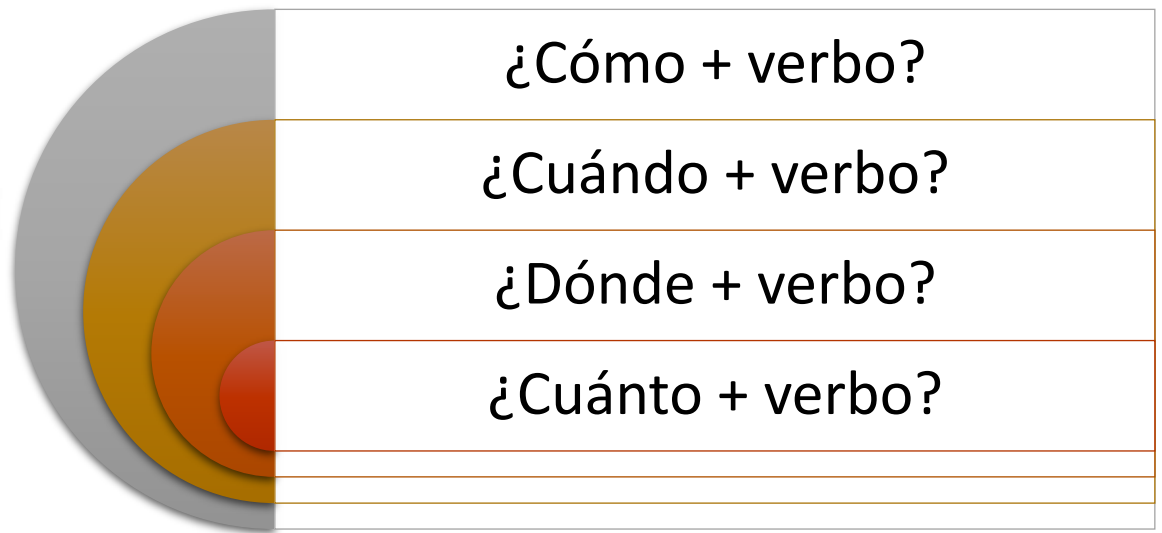 ¿Cómo + verbo?
¿Cuándo + verbo?
¿Dónde + verbo?
¿Cuánto + verbo?